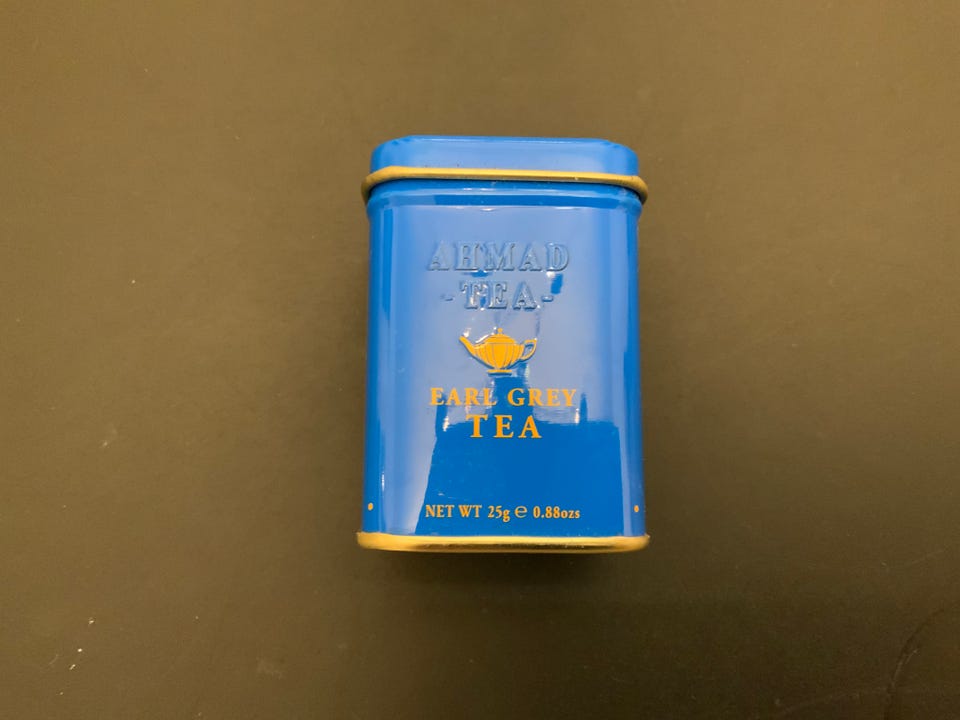 AHMAD
-TEA-
EARL GREY
TEA
NET WT 25g ℮ 0.88ozs